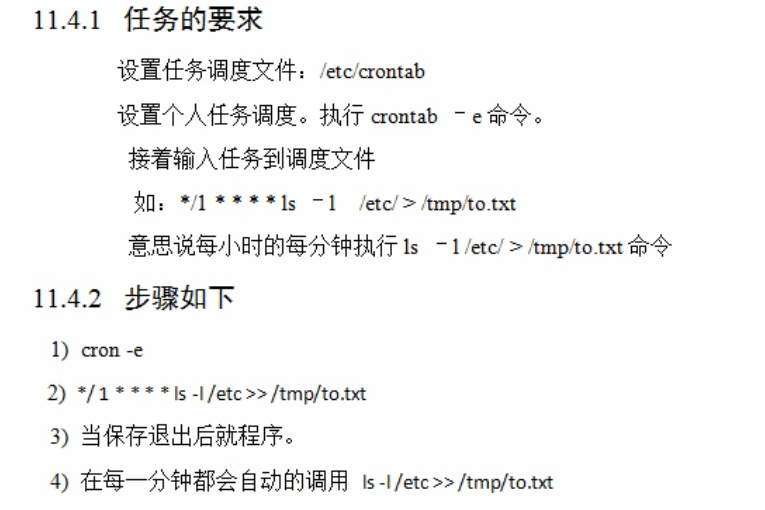 11.4.1 任务的要求
设置任务调度文件：/etc/crontab
设置个人任务调度。执行 crontab －e 命令。
接着输入任务到调度文件
如：*/1 * * * * ls －l /etc/ > /tmp/to.txt
意思说每小时的每分钟执行 ls －l /etc/ > /tmp/to.txt 命令
11.4.2 步骤如下
1) cron -e
2) */ 1 * * * * ls -l /etc >> /tmp/to.txt
3) 当保存退出后就程序。
4) 在每一分钟都会自动的调用 ls -l /etc >> /tmp/to.txt